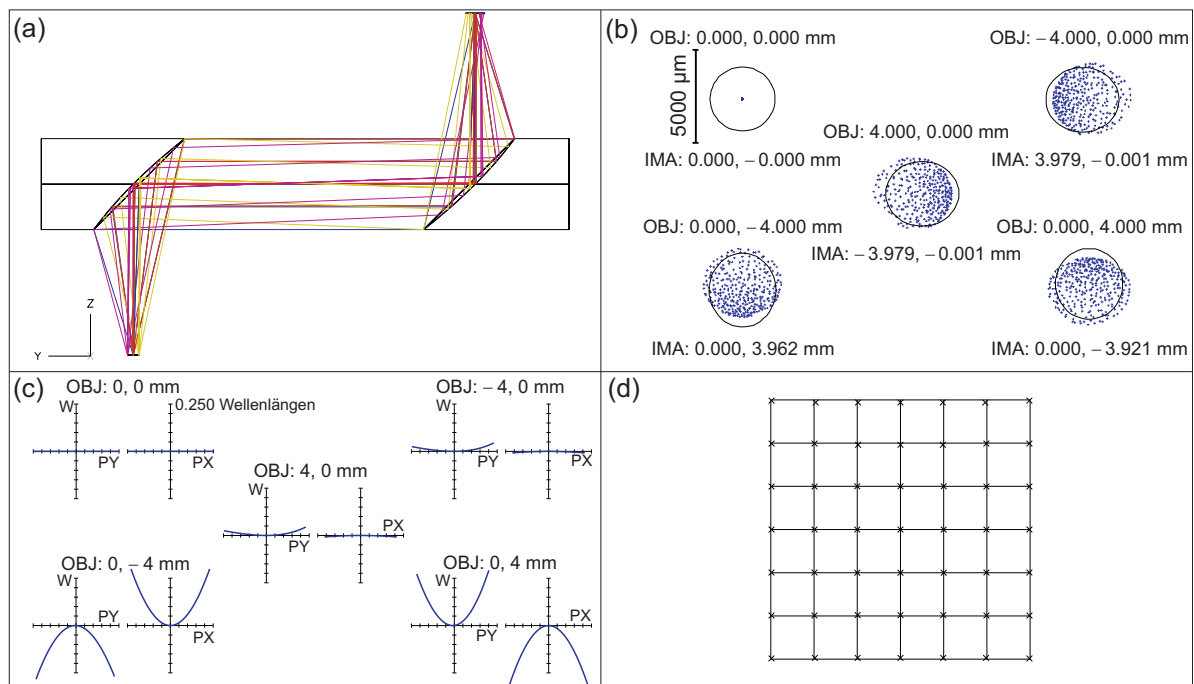 (a)
Z
Y
X
(b)
OBJ: 0.000, 0.000 mm
OBJ: − 4.000, 0.000 mm
5000 µm
OBJ: 4.000, 0.000 mm
IMA: 0.000, − 0.000 mm
IMA: 3.979, − 0.001 mm
OBJ: 0.000, − 4.000 mm
OBJ: 0.000, 4.000 mm
IMA: − 3.979, − 0.001 mm
IMA: 0.000, 3.962 mm
IMA: 0.000, − 3.921 mm
(c)
OBJ: 0, 0 mm
OBJ: − 4, 0 mm
W
0.250 Wellenlängen
W
PY
PX
PY
PX
OBJ: 4, 0 mm
W
PY
PX
OBJ: 0, − 4 mm
OBJ: 0, 4 mm
W
PY
PX
W
PY
PX
(d)